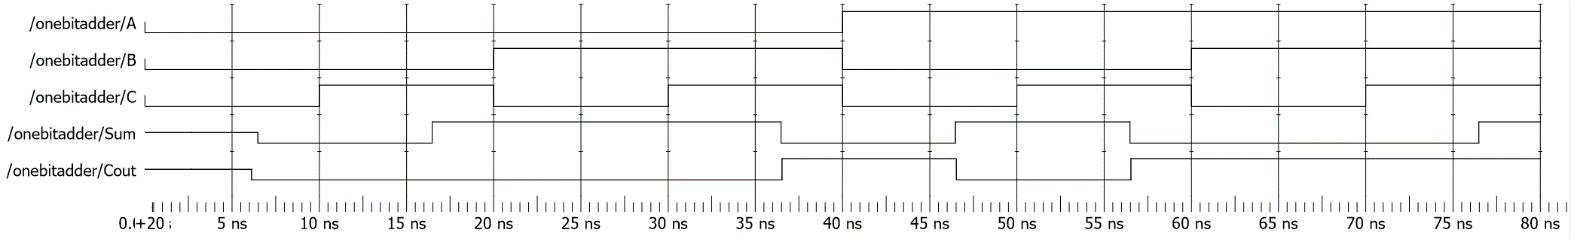 /onebitadder/A
/onebitadder/B
/onebitadder/C
/onebitadder/Sum
/onebitadder/Cout
5 ns 10 ns 15 ns 20 ns 25 ns 30 ns 35 ns 40 ns 45 ns 50 ns 55 ns 60 ns 65 ns 70 ns 75 ns 80 ns